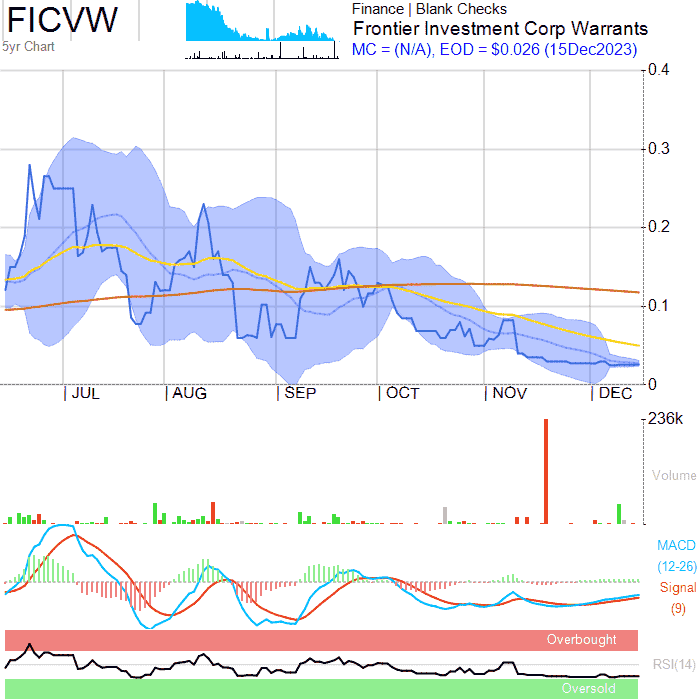 FICVW
5yr Chart
Finance | Blank Checks
Frontier Investment Corp Warrants
MC = (N/A), EOD = $0.026 (15Dec2023)
0.4
0.3
0.2
0.1
0
JUL AUG SEP OCT NOV DEC
236k
Volume
MACD
(12-26)
Signal
(9)
Overbought
RSI(14)
Oversold